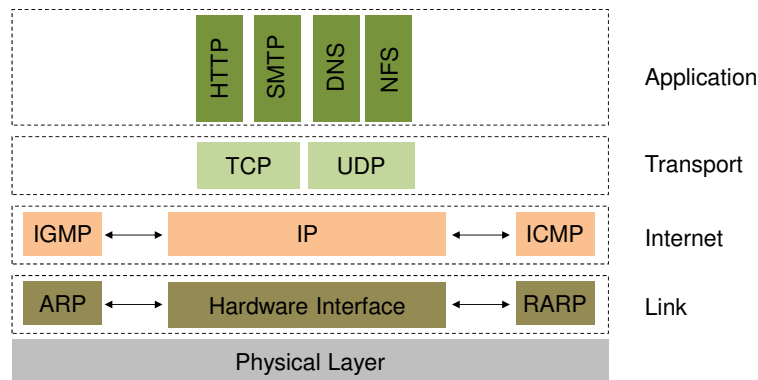 HTTP SMTP DNS NFS Application
TCP UDP Transport
IGMP IP ICMP Internet
ARP Hardware Interface RARP Link
Physical Layer